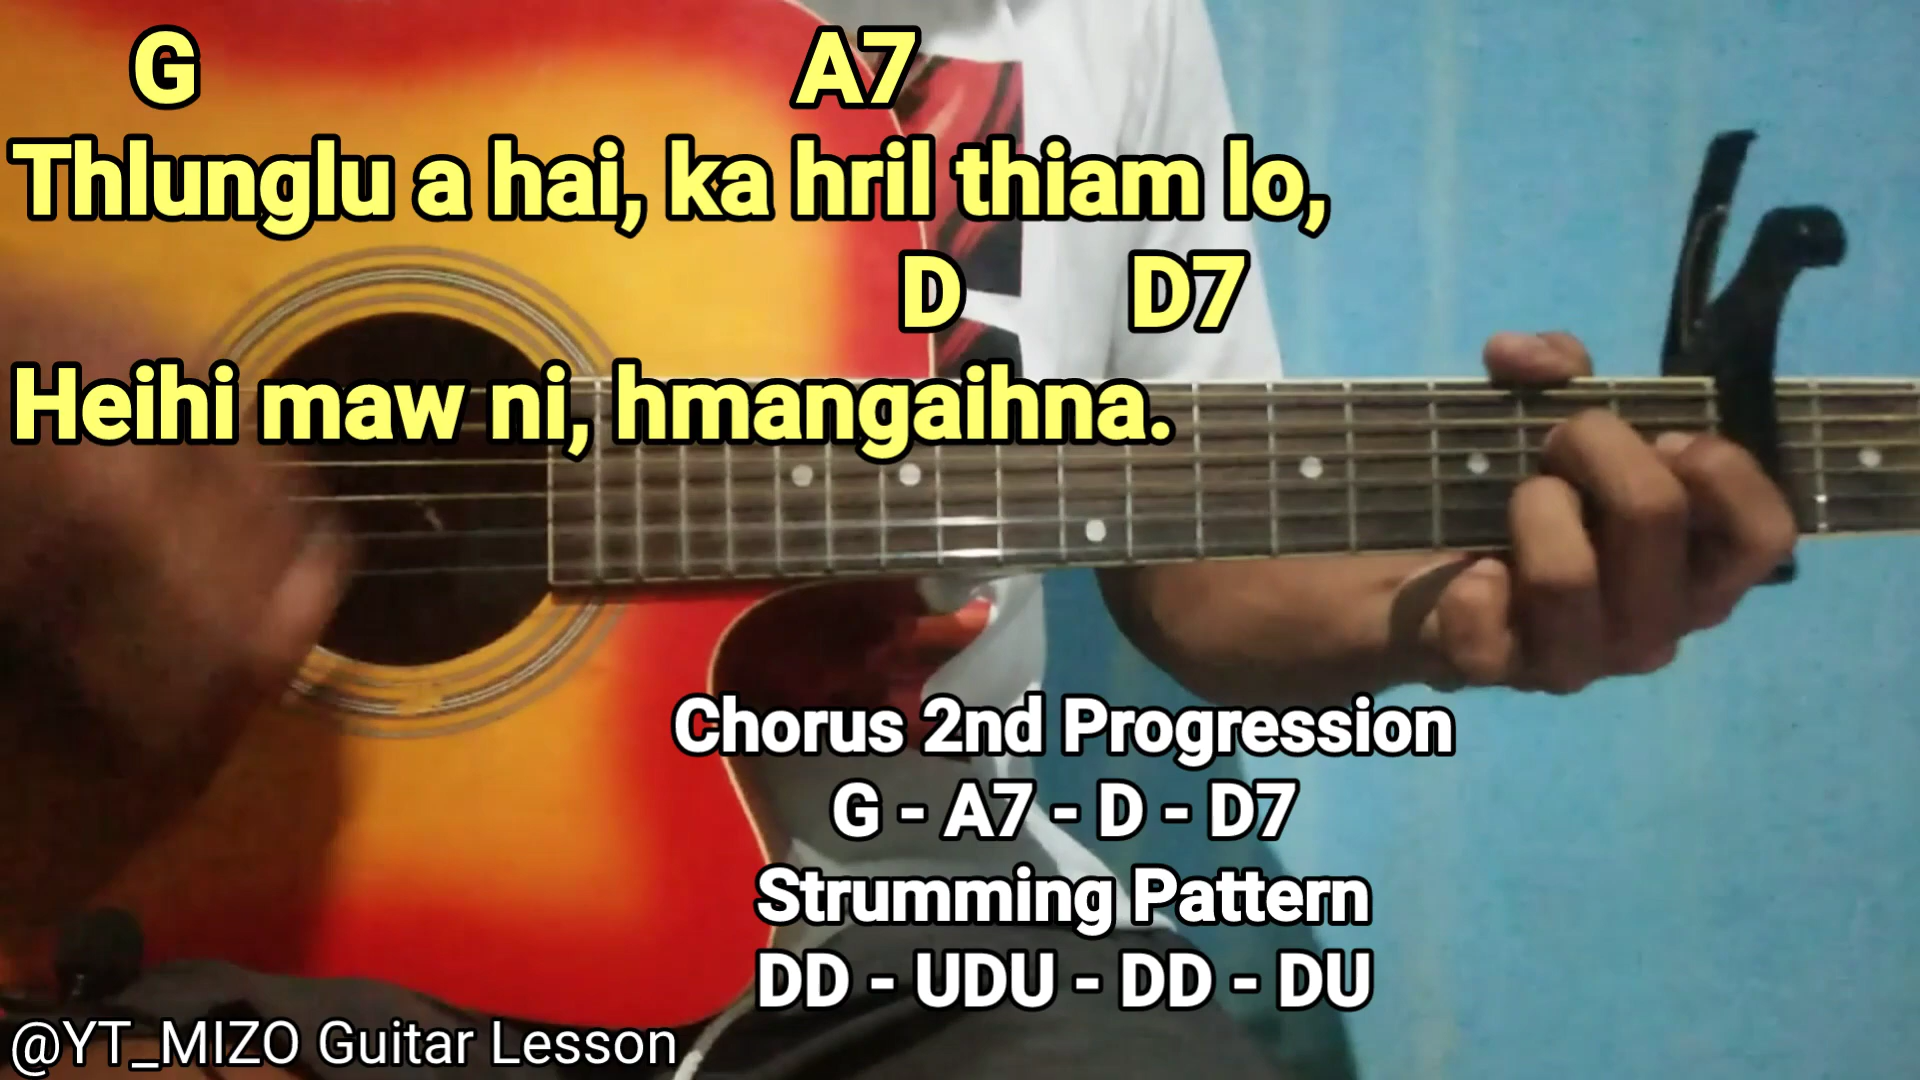 G A7
Thlunglu a hai, ka hril thiam lo,
D D7
Heihi maw ni, hmangaihna.
Chorus 2nd Progression
G - A7 - D - D7
Strumming Pattern
DD - UDU - DD - DU
@YT_MIZO Guitar Lesson